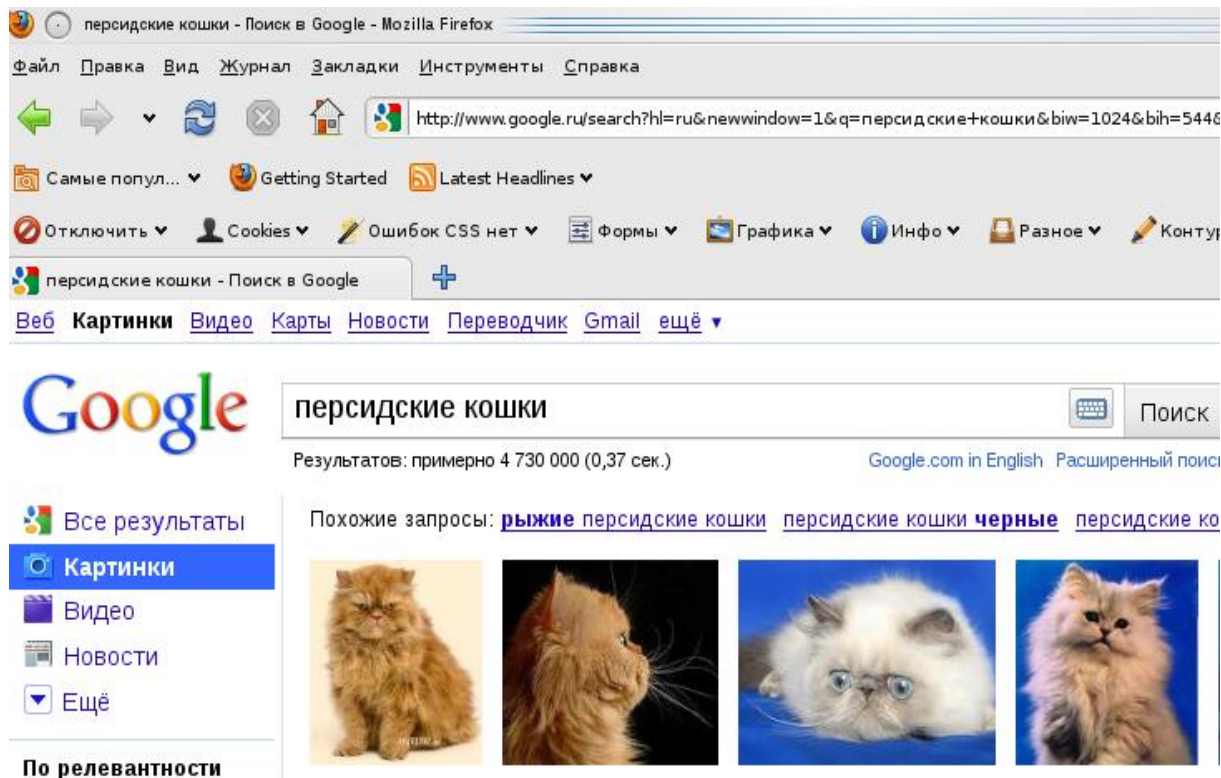 персидские кошки - Поиск в Google - Mozilla Firefox
Файл Правка Вид Журнал Закладки Инструменты Справка
http://www.google.ru/search?hl=ru&newwindow=1&q=персидские+кошки&biw=1024&bih=544&
Самые попул... Getting Started Latest Headlines
Отключить Cookies Ошибок CSS нет Формы Графика Инфо Разное Контур
персидские кошки - Поиск в Google
Веб Картинки Видео Карты Новости Переводчик Gmail ещё
Google
персидские кошки Поиск
Результатов: примерно 4 730 000 (0,37 сек.) Google.com in English Расширенный поиск
Все результаты
Похожие запросы: рыжие персидские кошки персидские кошки черные персидские ко
Картинки
Видео
Новости
Ещё
По релевантности